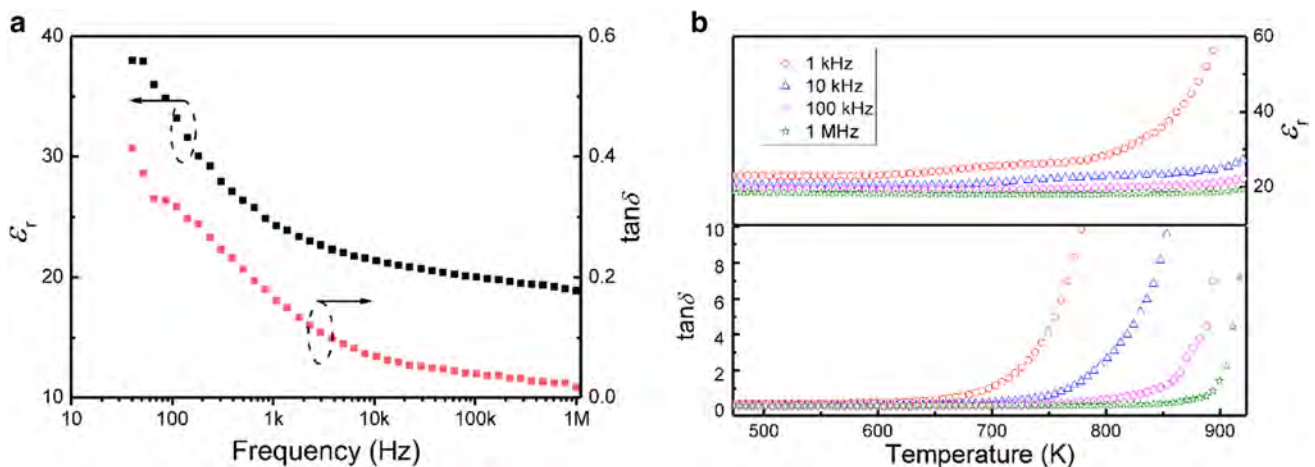 a
40
30
20
10
εr
0.6
0.4
0.2
0.0
tanδ
10 100 1k 10k 100k 1M
Frequency (Hz)
b
1 kHz
10 kHz
100 kHz
1 MHz
60
40
20
εr
10
8
6
4
2
1
0
tanδ
500 600 700 800 900
Temperature (K)